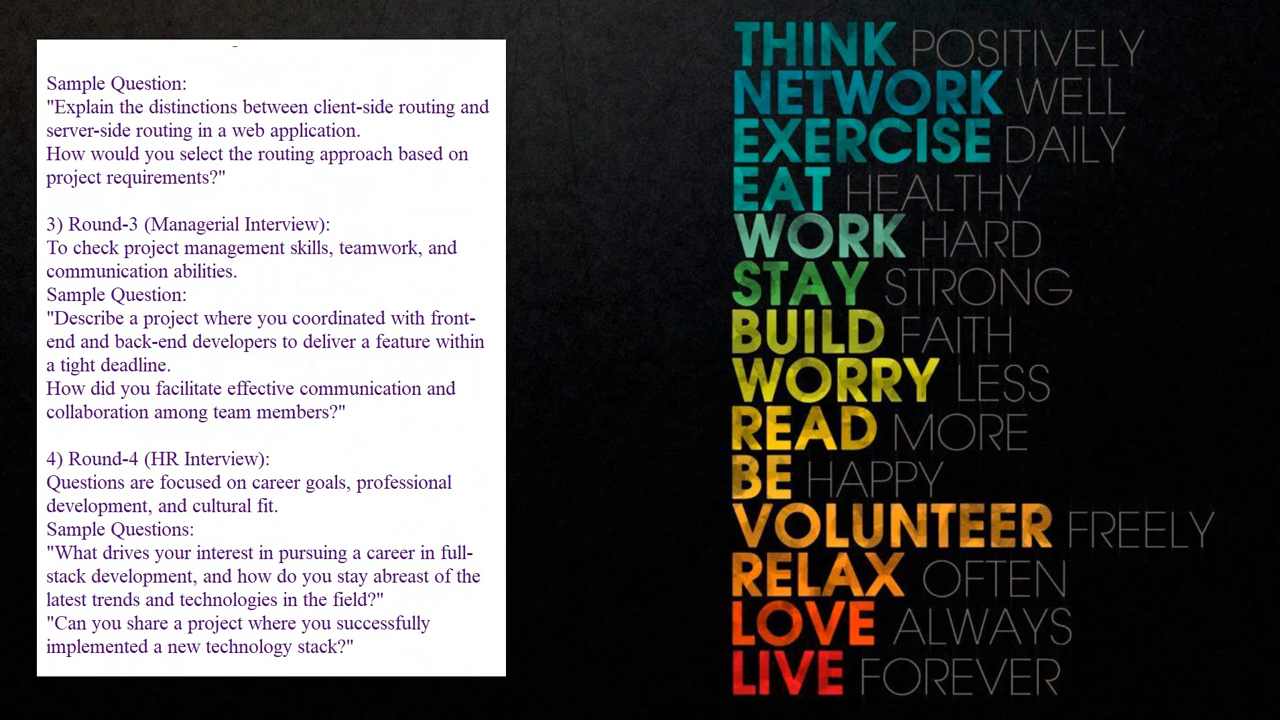 Sample Question:
"Explain the distinctions between client-side routing and
server-side routing in a web application.
How would you select the routing approach based on
project requirements?"
3) Round-3 (Managerial Interview):
To check project management skills, teamwork, and
communication abilities.
Sample Question:
"Describe a project where you coordinated with front-
end and back-end developers to deliver a feature within
a tight deadline.
How did you facilitate effective communication and
collaboration among team members?"
4) Round-4 (HR Interview):
Questions are focused on career goals, professional
development, and cultural fit.
Sample Questions:
"What drives your interest in pursuing a career in full-
stack development, and how do you stay abreast of the
latest trends and technologies in the field?"
"Can you share a project where you successfully
implemented a new technology stack?"
THINK POSITIVELY
NETWORK WELL
EXERCISE DAILY
EAT HEALTHY
WORK HARD
STAY STRONG
BUILD FAITH
WORRY LESS
READ MORE
BE HAPPY
VOLUNTEER FREELY
RELAX OFTEN
LOVE ALWAYS
LIVE FOREVER